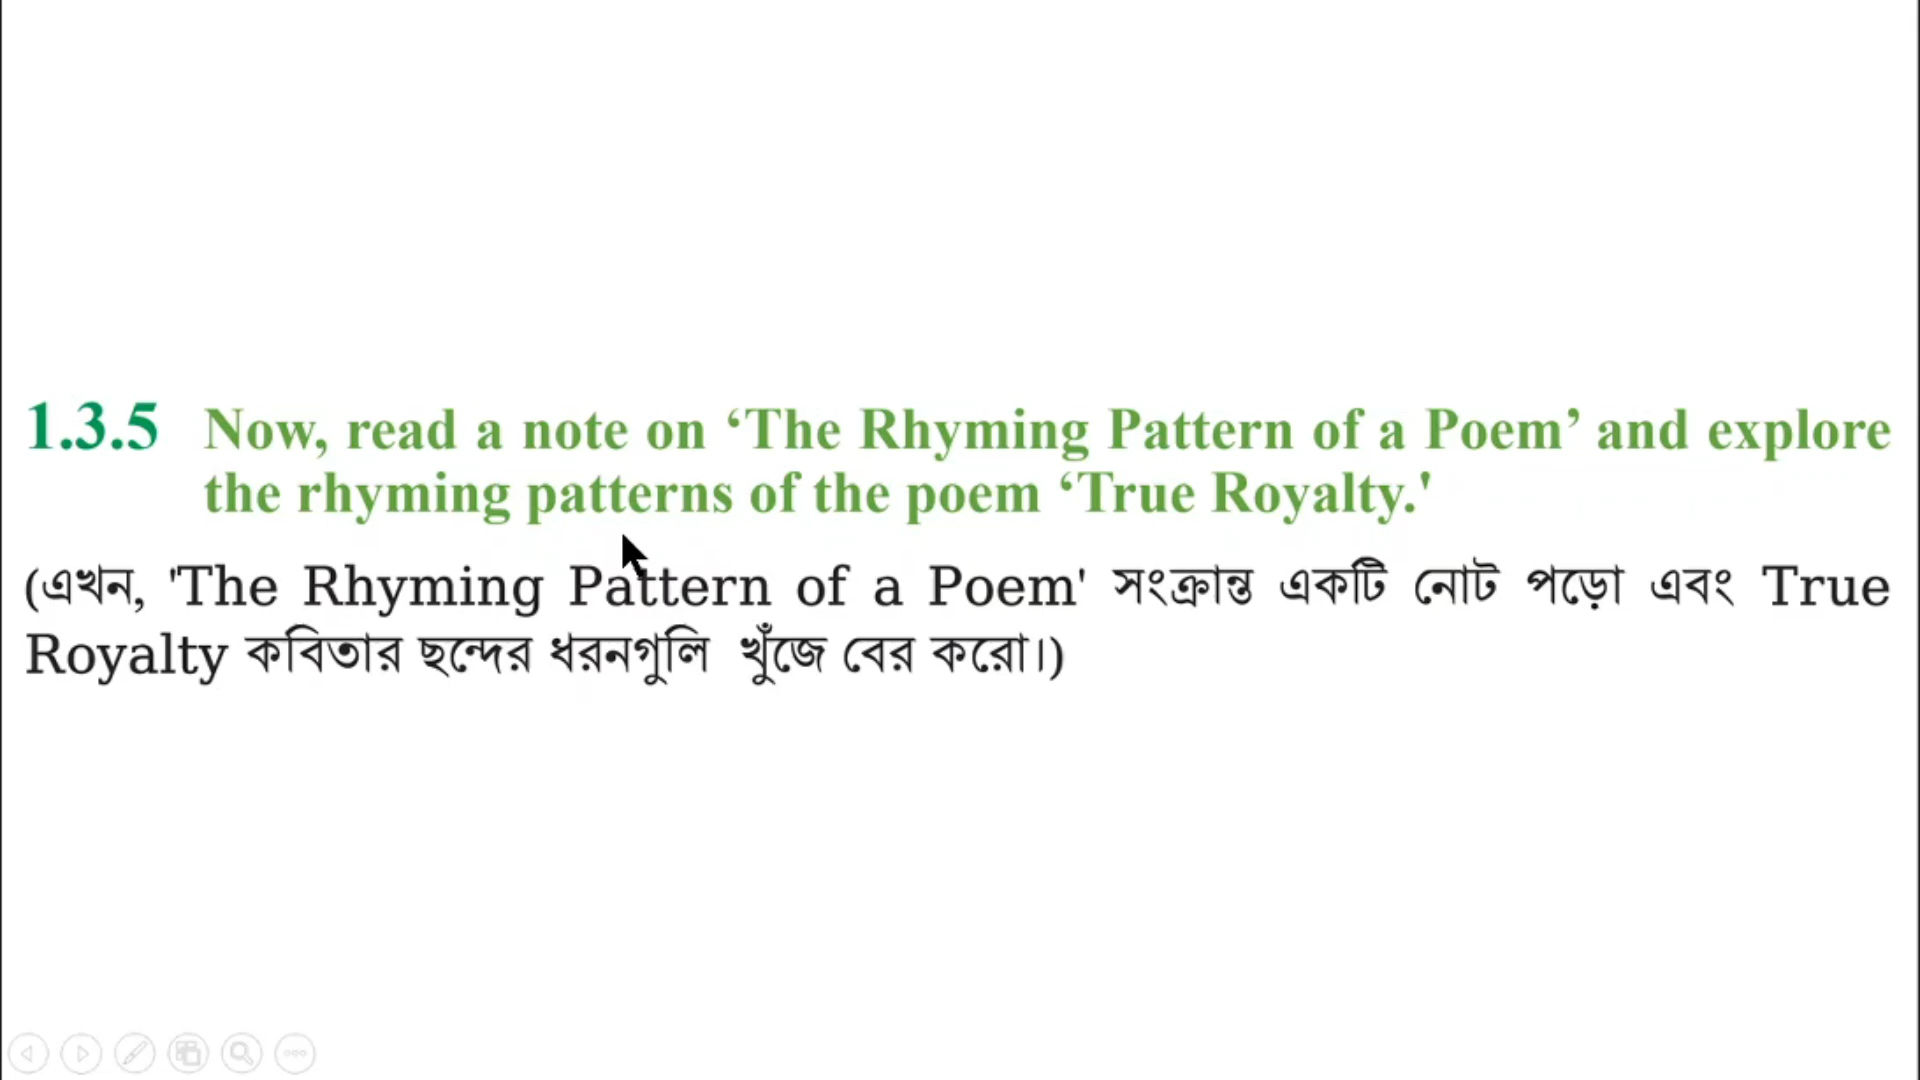 1.3.5 Now, read a note on ‘The Rhyming Pattern of a Poem’ and explore
the rhyming patterns of the poem ‘True Royalty.'
(এখন, 'The Rhyming Pattern of a Poem' সংক্রান্ত একটি নোট পড়ো এবং True
Royalty কবিতার ছন্দের ধরনগুলি খুঁজে বের করো।)